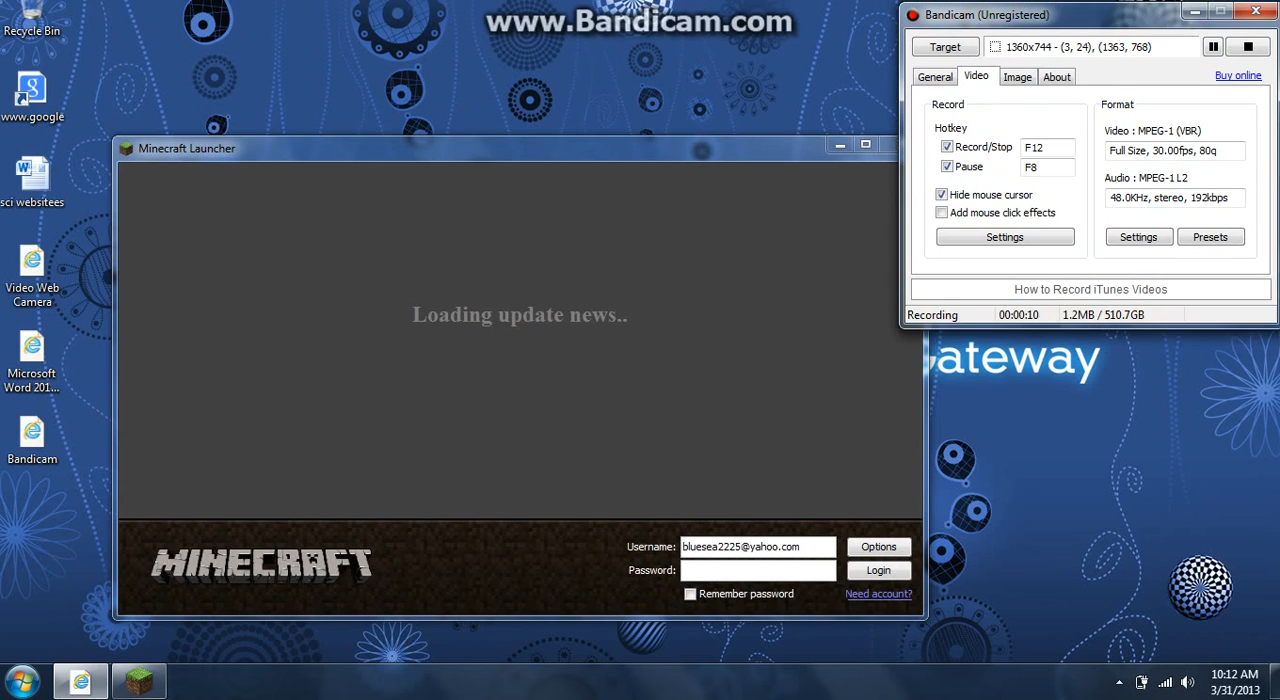 www.Bandicam.com
Recycle Bin
www.google
sci websitees
Video Web
Camera
Microsoft
Word 201...
Bandicam
Minecraft Launcher
Loading update news..
MINECRAFT
Username: bluesea2225@yahoo.com Options
Password: Login
Remember password Need account?
Bandicam (Unregistered)
Target 1360x744 - (3, 24), (1363, 768)
General Video Image About Buy online
Record
Hotkey
Record/Stop F12
Pause F8
Hide mouse cursor
Add mouse click effects
Settings
Format
Video : MPEG-1 (VBR)
Full Size, 30.00fps, 80q
Audio : MPEG-1 L2
48.0KHz, stereo, 192kbps
Settings Presets
How to Record iTunes Videos
Recording 00:00:10 1.2MB / 510.7GB
ateway
10:12 AM
3/31/2013